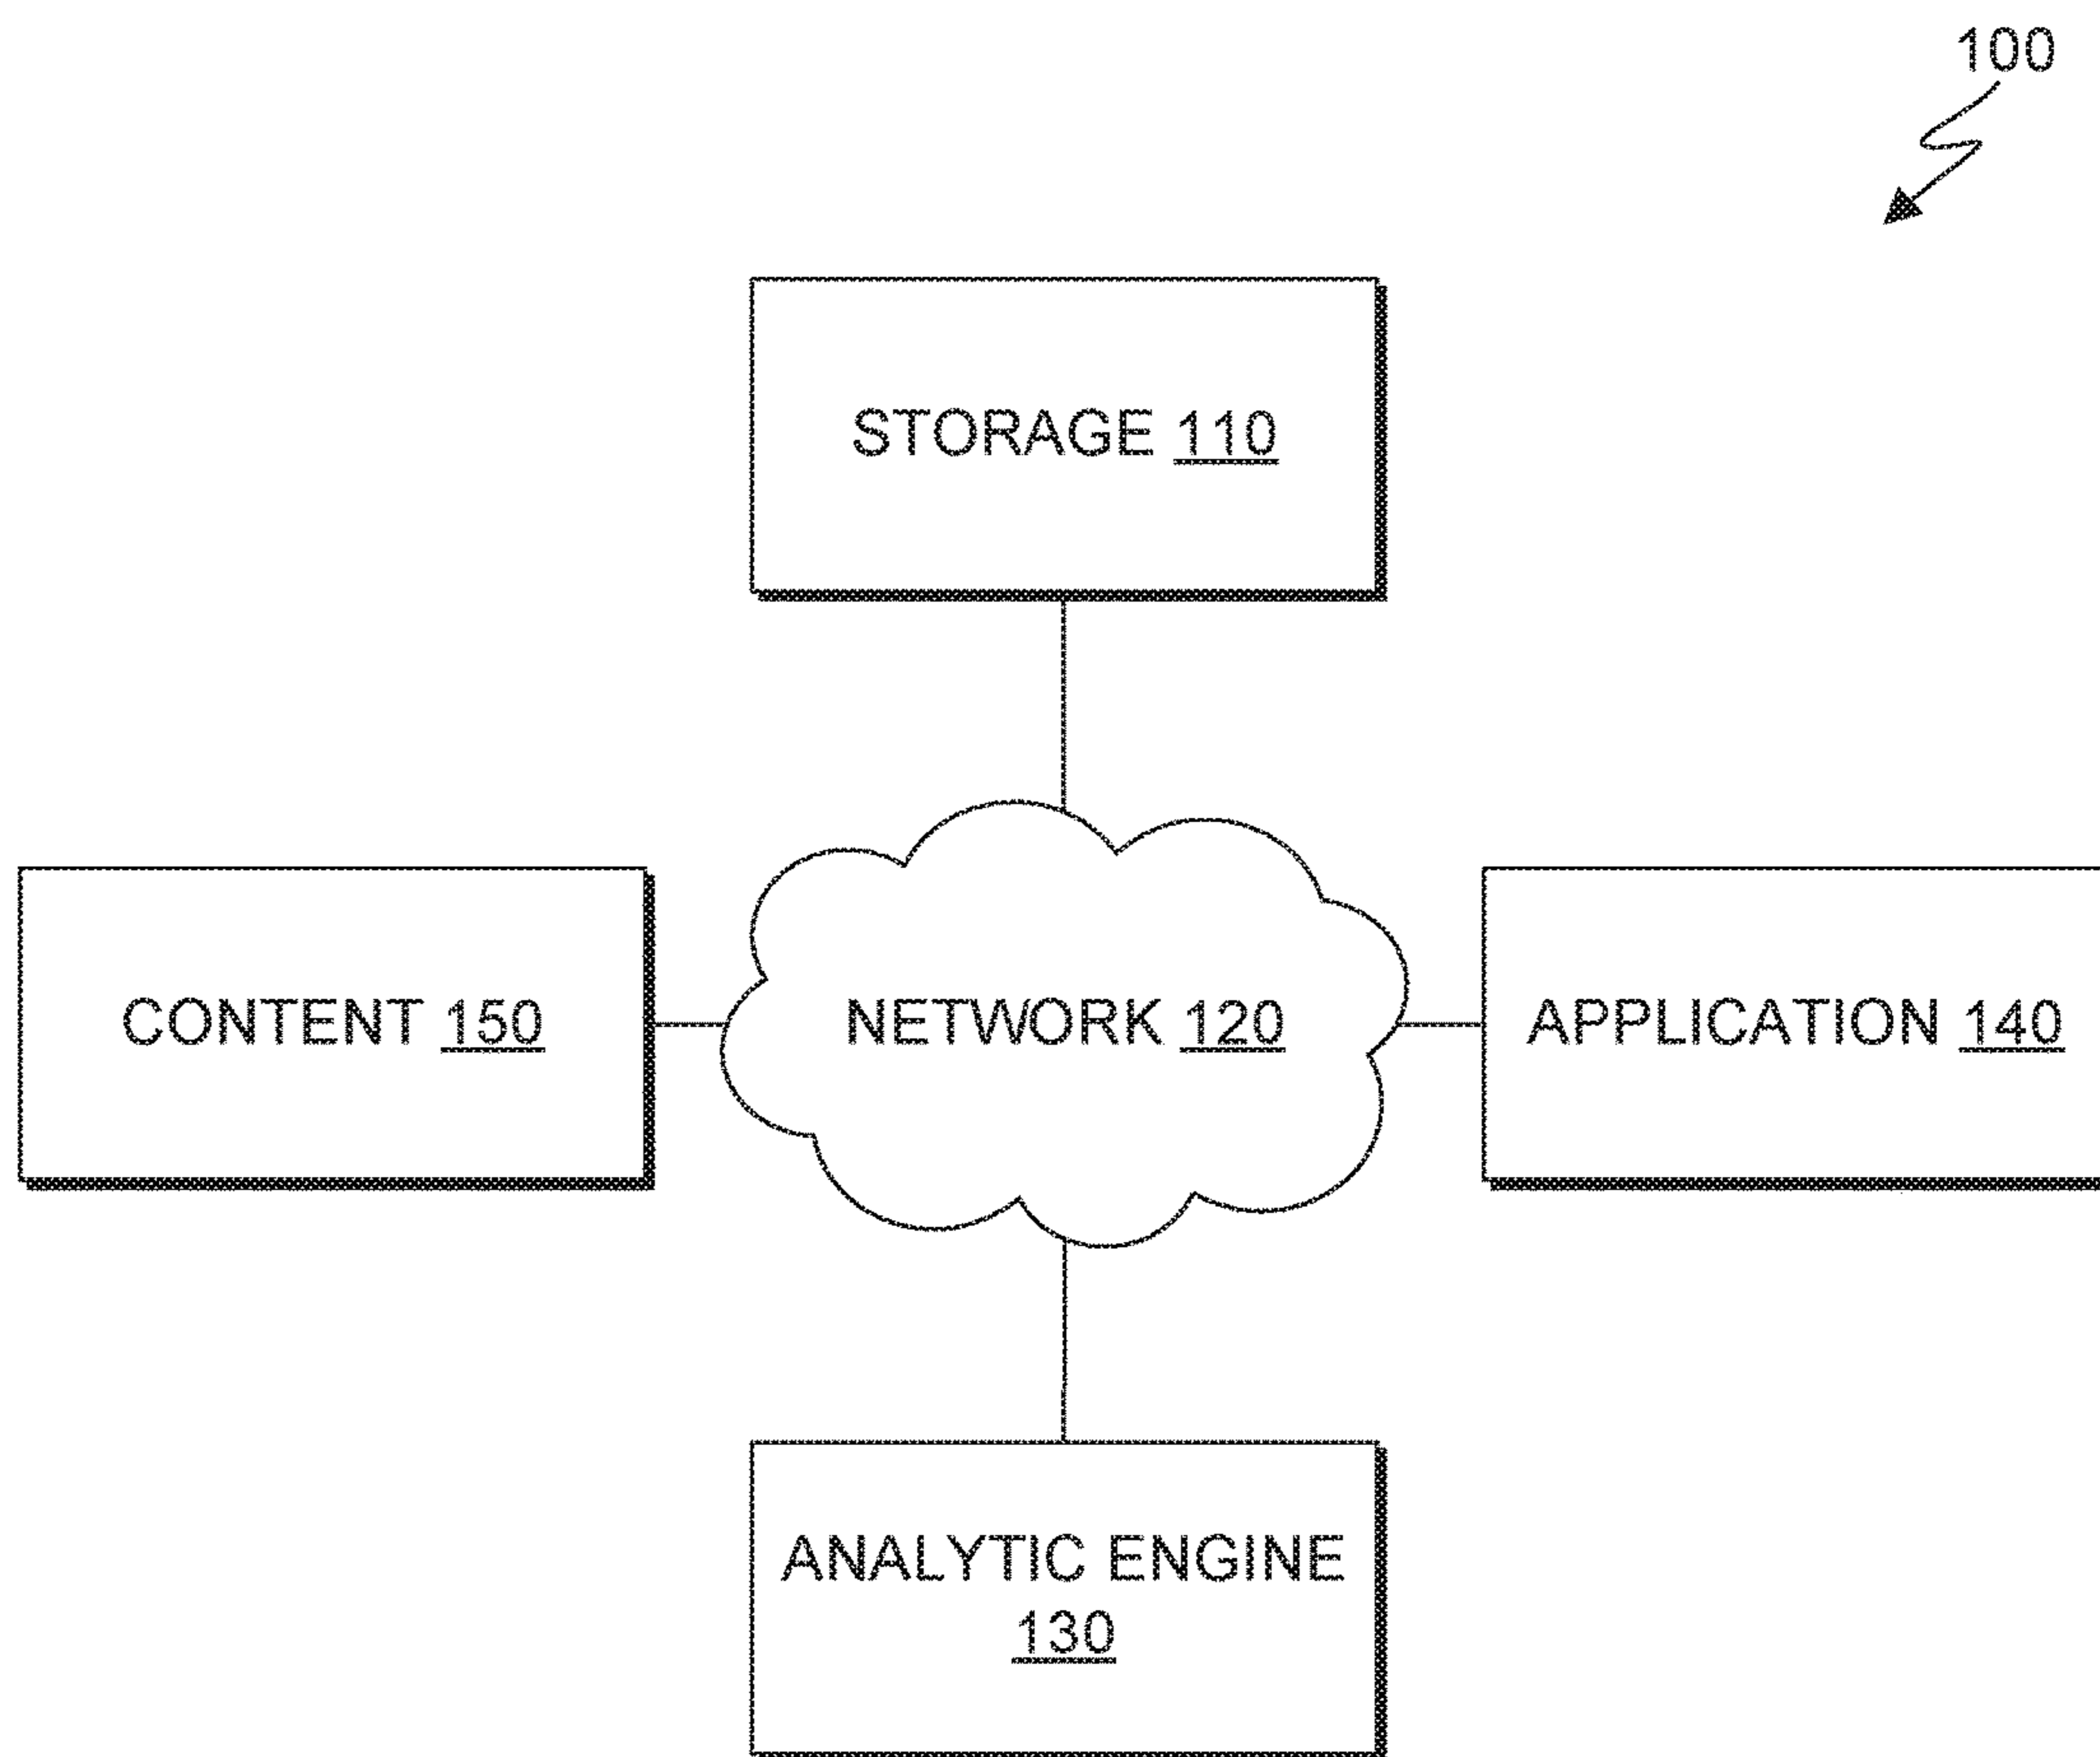 100
STORAGE 110
CONTENT 150
NETWORK 120
APPLICATION 140
ANALYTIC ENGINE
130